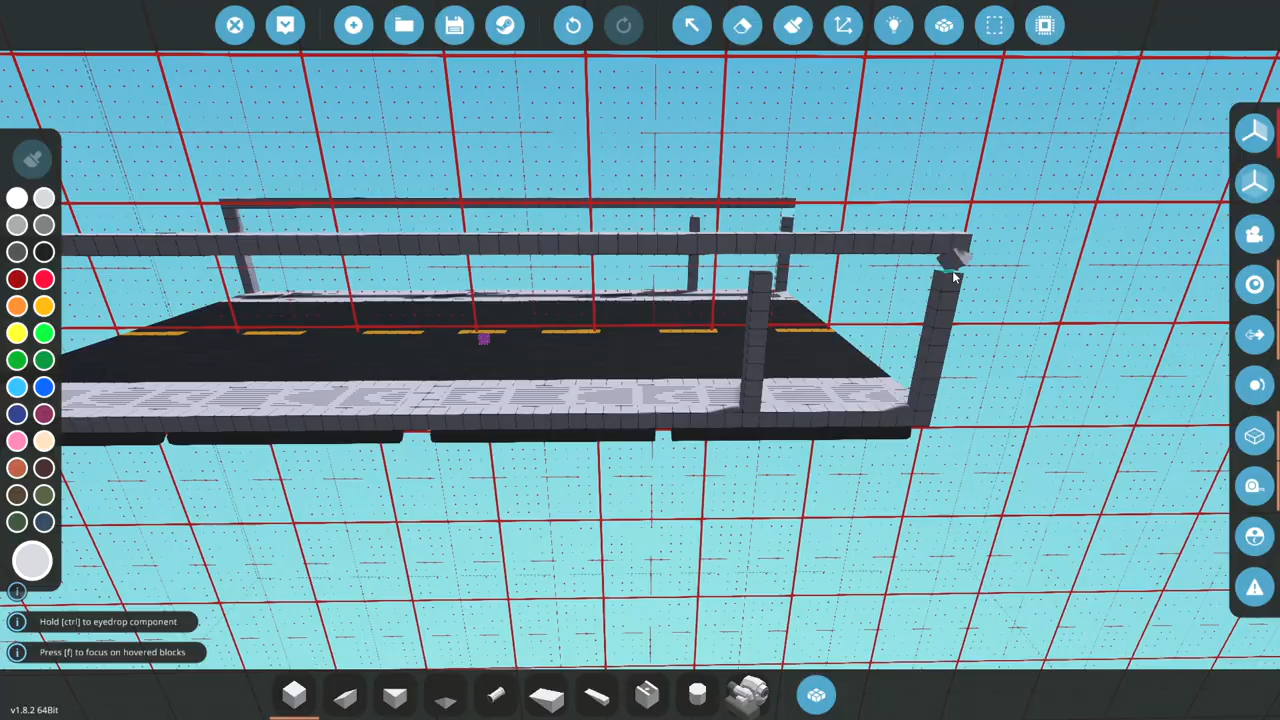 Hold [ctrl] to eyedrop component
Press [f] to focus on hovered blocks
v1.8.2 64Bit